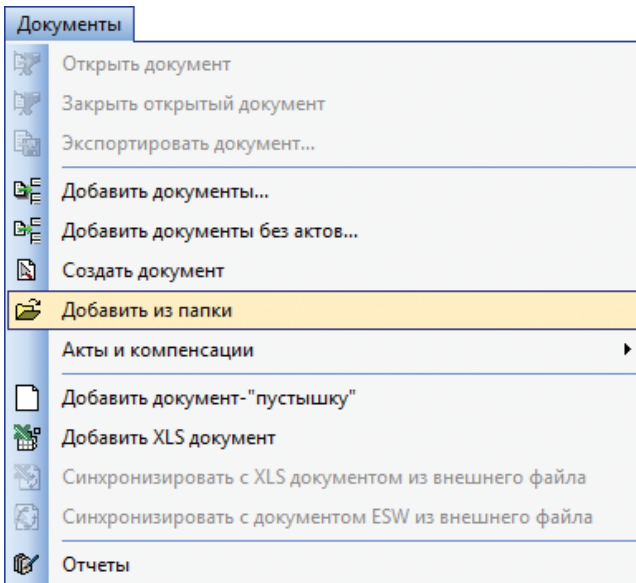 Документы
Открыть документ
Закрыть открытый документ
Экспортировать документ...
Добавить документы...
Добавить документы без актов...
Создать документ
Добавить из папки
Акты и компенсации
Добавить документ-"пустышку"
Добавить XLS документ
Синхронизировать с XLS документом из внешнего файла
Синхронизировать с документом ESW из внешнего файла
Отчеты